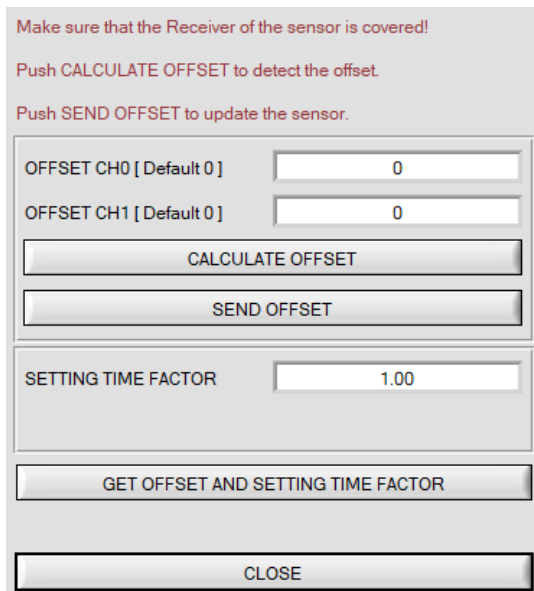 Make sure that the Receiver of the sensor is covered!
Push CALCULATE OFFSET to detect the offset.
Push SEND OFFSET to update the sensor.
OFFSET CH0 [ Default 0 ] 0
OFFSET CH1 [ Default 0 ] 0
CALCULATE OFFSET
SEND OFFSET
SETTING TIME FACTOR 1.00
GET OFFSET AND SETTING TIME FACTOR
CLOSE